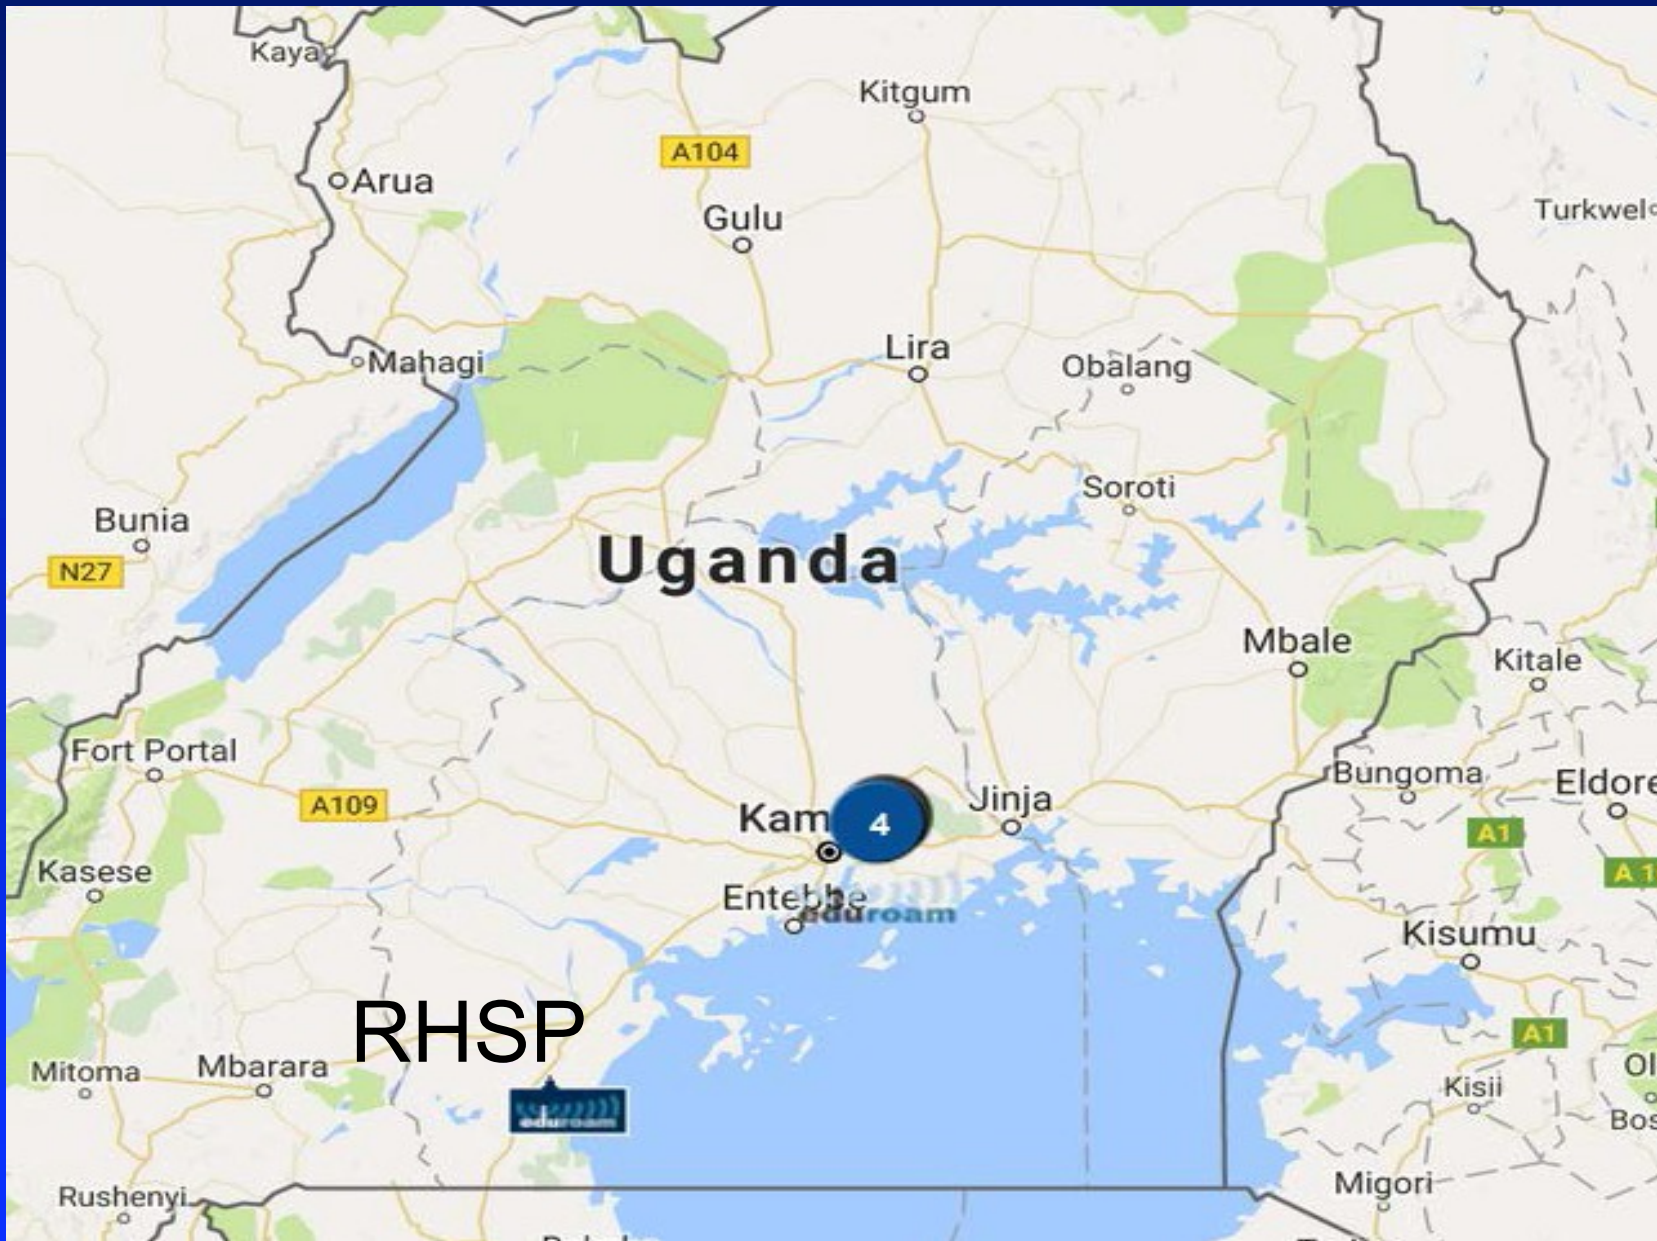 Kaya
Kitgum
A104
Arua
Gulu
Turkwel
Mahagi
Lira
Obalang
Soroti
Bunia
N27
Uganda
Mbale
Kitale
Fort Portal
Bungoma
Eldore
A109
Kam
4
Jinja
A1
Kasese
A 1
Entebbe
eduroam
Kisumu
RHSP
A1
Mitoma
Mbarara
Ol
Kisii
eduroam
Bos
Rushenyi
Migori